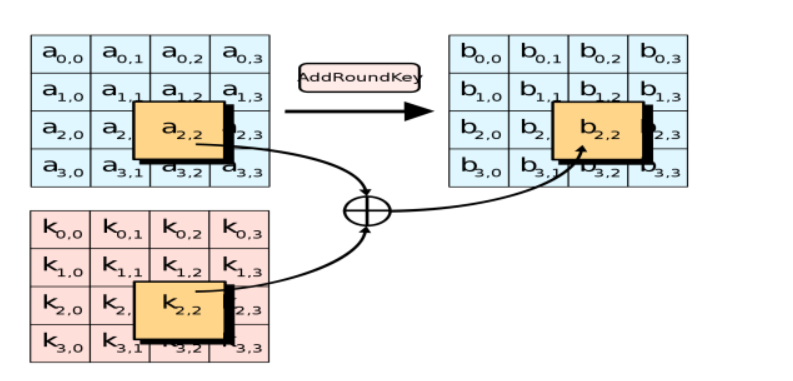 a0,0 a0,1 a0,2 a0,3
a1,0 a1,1 a1,2 a1,3
a2,0 a2, a2,2 2,3
a3,0 a3,1 a3,2 a3,3
AddRoundKey
b0,0 b0,1 b0,2 b0,3
b1,0 b1,1 b1,2 b1,3
b2,0 b2, b2,2 b2,3
b3,0 b3,1 b3,2 b3,3
k0,0 k0,1 k0,2 k0,3
k1,0 k1,1 k1,2 k1,3
k2,0 k2, k2,2 2,3
k3,0 k3,1 k3,2 k3,3